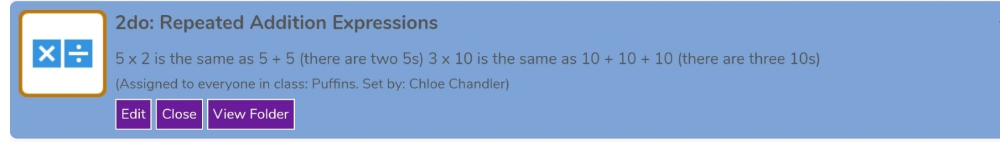 2do: Repeated Addition Expressions
5 x 2 is the same as 5 + 5 (there are two 5s) 3 x 10 is the same as 10 + 10 + 10 (there are three 10s)
(Assigned to everyone in class: Puffins. Set by: Chloe Chandler)
Edit Close View Folder